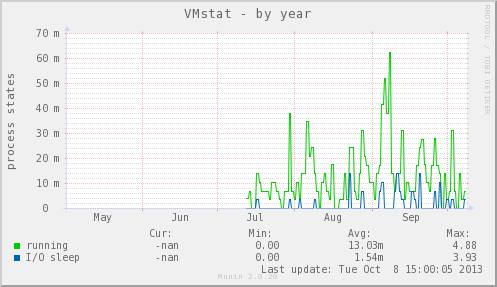 VMstat - by year
RRDTOOL / TOBI OETIKER
process states
70 m
60 m
50 m
40 m
30 m
20 m
10 m
0
May Jun Jul Aug Sep
Cur: Min: Avg: Max:
running -nan 0.00 13.03m 4.88
I/O sleep -nan 0.00 1.54m 3.93
Last update: Tue Oct 8 15:00:05 2013
Munin 2.0.20